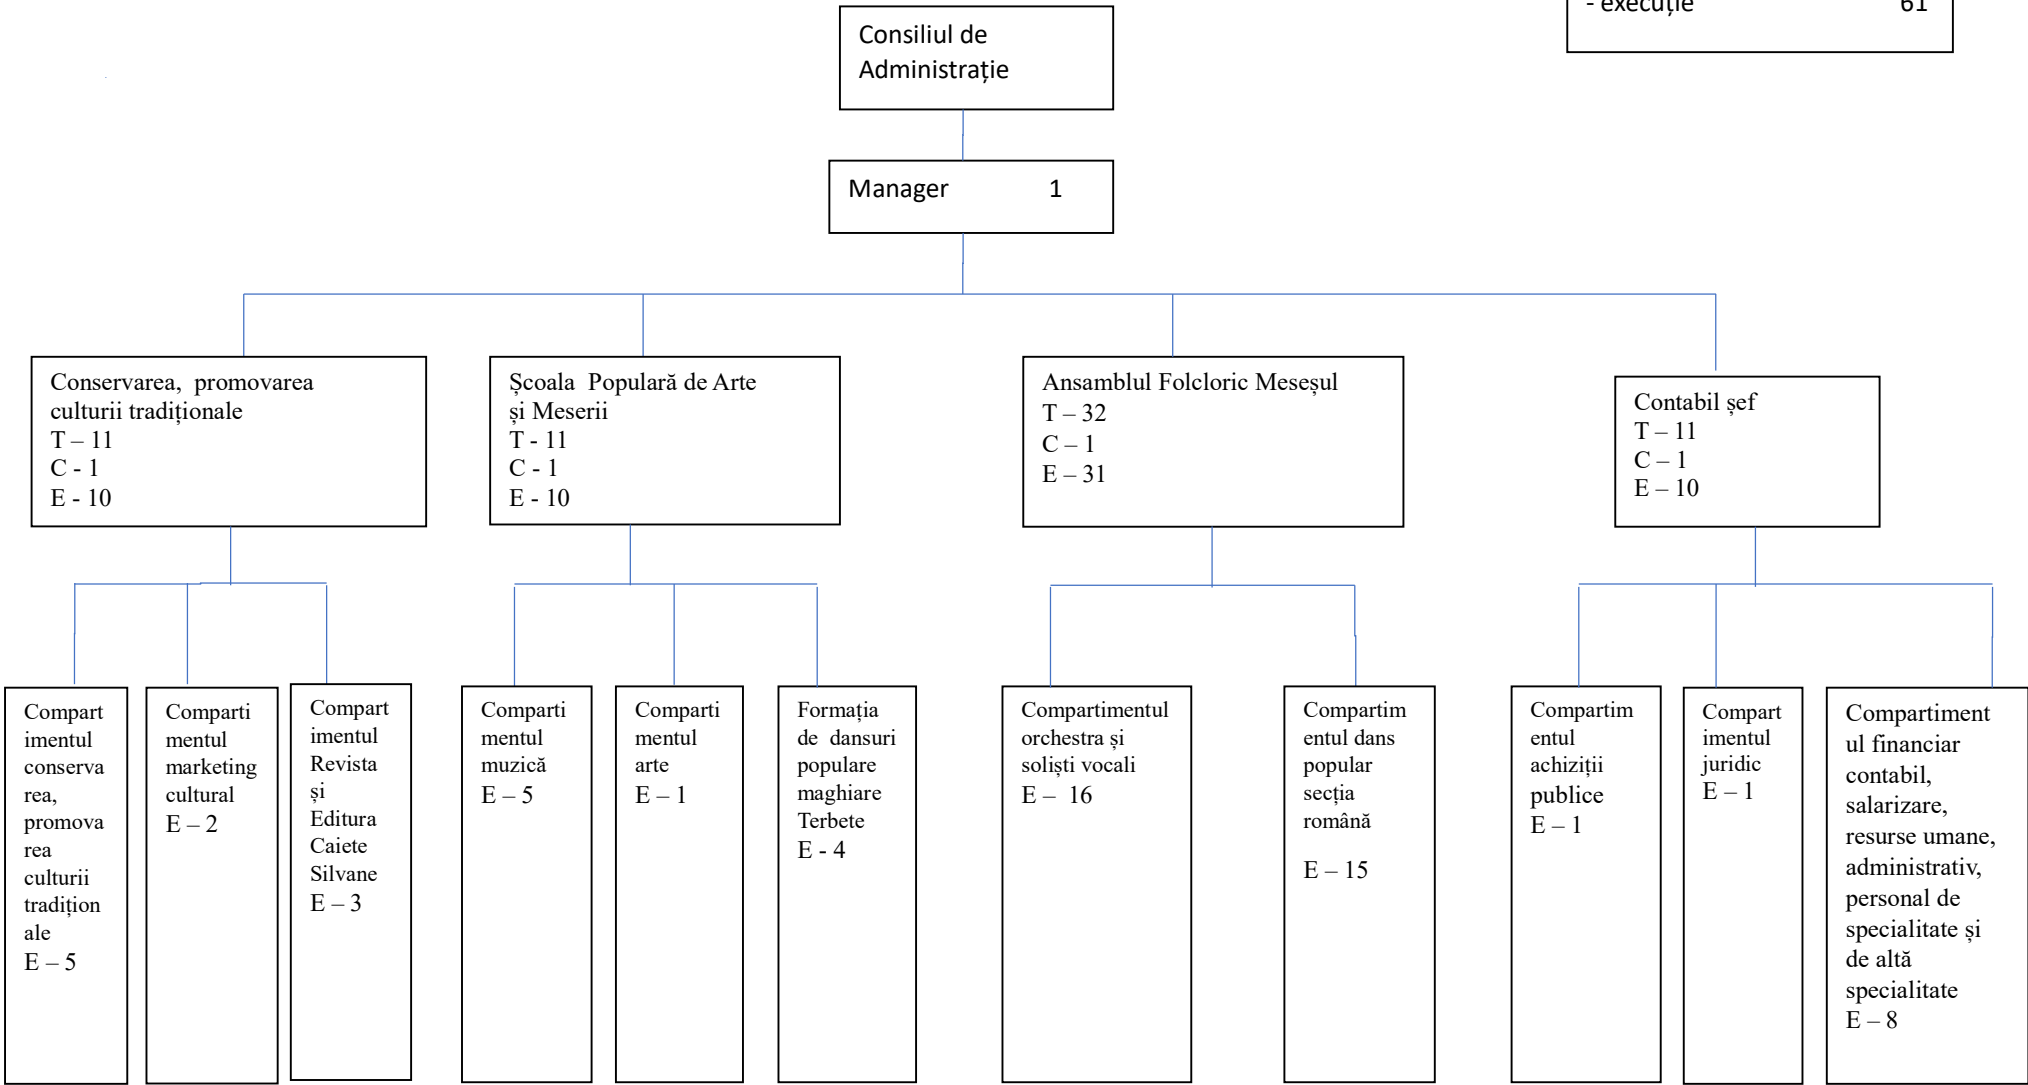 - execuție 61
Consiliul de
Administrație
Manager 1
Conservarea, promovarea
culturii tradiționale
T – 11
C - 1
E - 10
Școala Populară de Arte
și Meserii
T - 11
C - 1
E - 10
Ansamblul Folcloric Meseșul
T – 32
C – 1
E – 31
Contabil șef
T – 11
C – 1
E – 10
Compart
imentul
conserva
rea,
promova
rea
culturii
tradițion
ale
E – 5
Comparti
mentul
marketing
cultural
E – 2
Compart
imentul
Revista
și
Editura
Caiete
Silvane
E – 3
Comparti
mentul
muzică
E – 5
Comparti
mentul
arte
E – 1
Formația
de dansuri
populare
maghiare
Terbete
E - 4
Compartimentul
orchestra și
soliști vocali
E – 16
Compartim
entul dans
popular
secția
română
E – 15
Compartim
entul
achiziții
publice
E – 1
Compart
imentul
juridic
E – 1
Compartiment
ul financiar
contabil,
salarizare,
resurse umane,
administrativ,
personal de
specialitate și
de altă
specialitate
E – 8